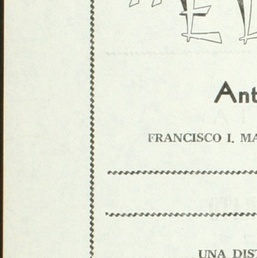 "E
Ant
FRANCISCO I. MA
UNA DIST